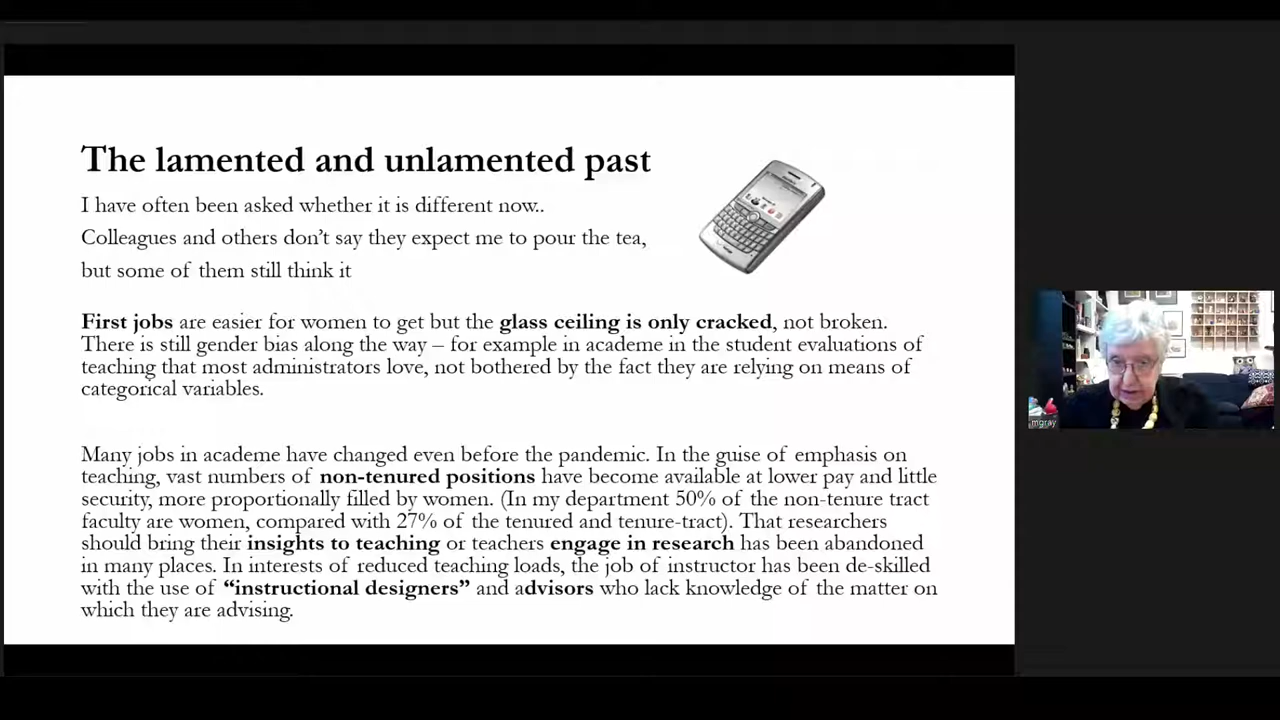 The lamented and unlamented past
I have often been asked whether it is different now..
Colleagues and others don't say they expect me to pour the tea,
but some of them still think it
First jobs are easier for women to get but the glass ceiling is only cracked, not broken.
There is still gender bias along the way – for example in academe in the student evaluations of
teaching that most administrators love, not bothered by the fact they are relying on means of
categorical variables.
Many jobs in academe have changed even before the pandemic. In the guise of emphasis on
teaching, vast numbers of non-tenured positions have become available at lower pay and little
security, more proportionally filled by women. (In my department 50% of the non-tenure tract
faculty are women, compared with 27% of the tenured and tenure-tract). That researchers
should bring their insights to teaching or teachers engage in research has been abandoned
in many places. In interests of reduced teaching loads, the job of instructor has been de-skilled
with the use of “instructional designers” and advisors who lack knowledge of the matter on
which they are advising.
mgray